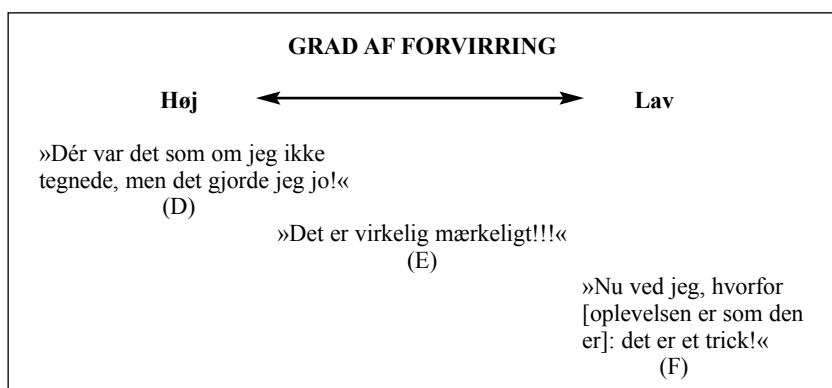 GRAD AF FORVIRRING
Høj Lav
»Dér var det som om jeg ikke
tegnede, men det gjorde jeg jo!«
(D)
»Det er virkelig mærkeligt!!!«
(E)
»Nu ved jeg, hvorfor
[oplevelsen er som den
er]: det er et trick!«
(F)